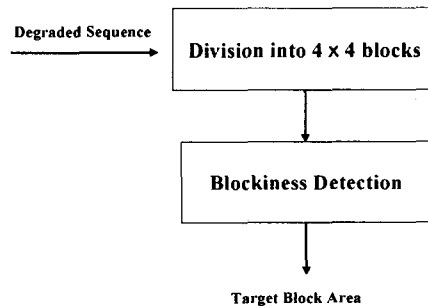 Degraded Sequence
Division into 4 x 4 blocks
Blockiness Detection
Target Block Area